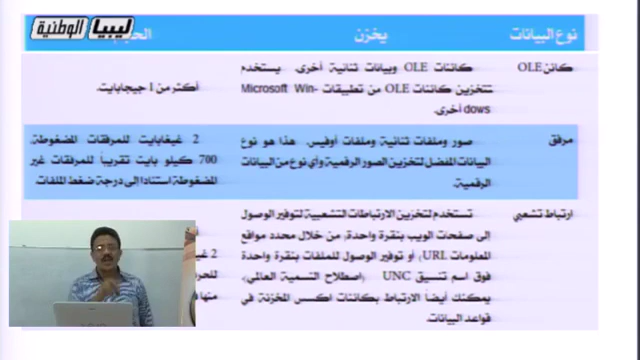 ليبيا الوطنية
نوع البيانات
يخزن
كائن OLE
كائنات OLE وبيانات ثنائية أخرى. يستخدم
لتخزين كائنات OLE من تطبيقات Microsoft Win-
dows أخرى.
أكثر من 1 جيجابايت.
مرفق
صور وملفات ثنائية وملفات أوفيس. هذا هو نوع
البيانات المفضل لتخزين الصور الرقمية وأي نوع من البيانات
الرقمية.
2 غيغابايت للمرفقات المضغوطة.
700 كيلو بايت تقريباً للمرفقات غير
المضغوطة استنادا إلى درجة ضغط الملفات.
ارتباط تشعبي
تستخدم لتخزين الارتباطات التشعبية لتوفير الوصول
إلى صفحات الويب بنقرة واحدة، من خلال محدد مواقع
المعلومات URL) أو توفير الوصول للملفات بنقرة واحدة
فوق اسم تنسيق UNC (اصطلاح التسمية العالمي).
يمكنك أيضا الارتباط بكائنات اكسس المخزنة في
قواعد البيانات.